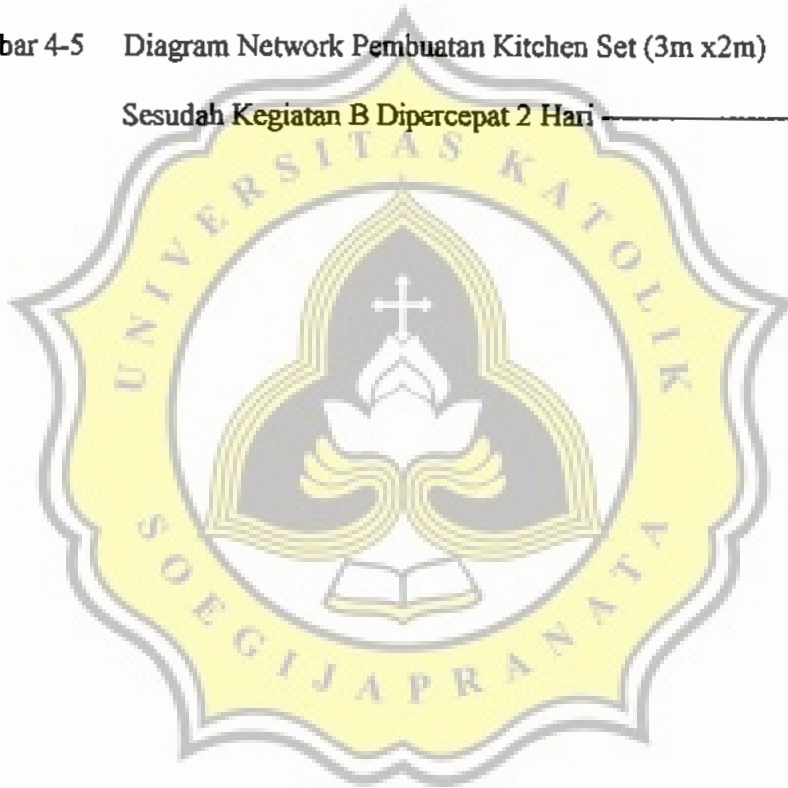 bar 4-5 Diagram Network Pembuatan Kitchen Set (3m x2m)
Sesudah Kegiatan B Dipercepat 2 Hari
UNIVERSITAS KATOLIK
SOEGIJAPRANATA